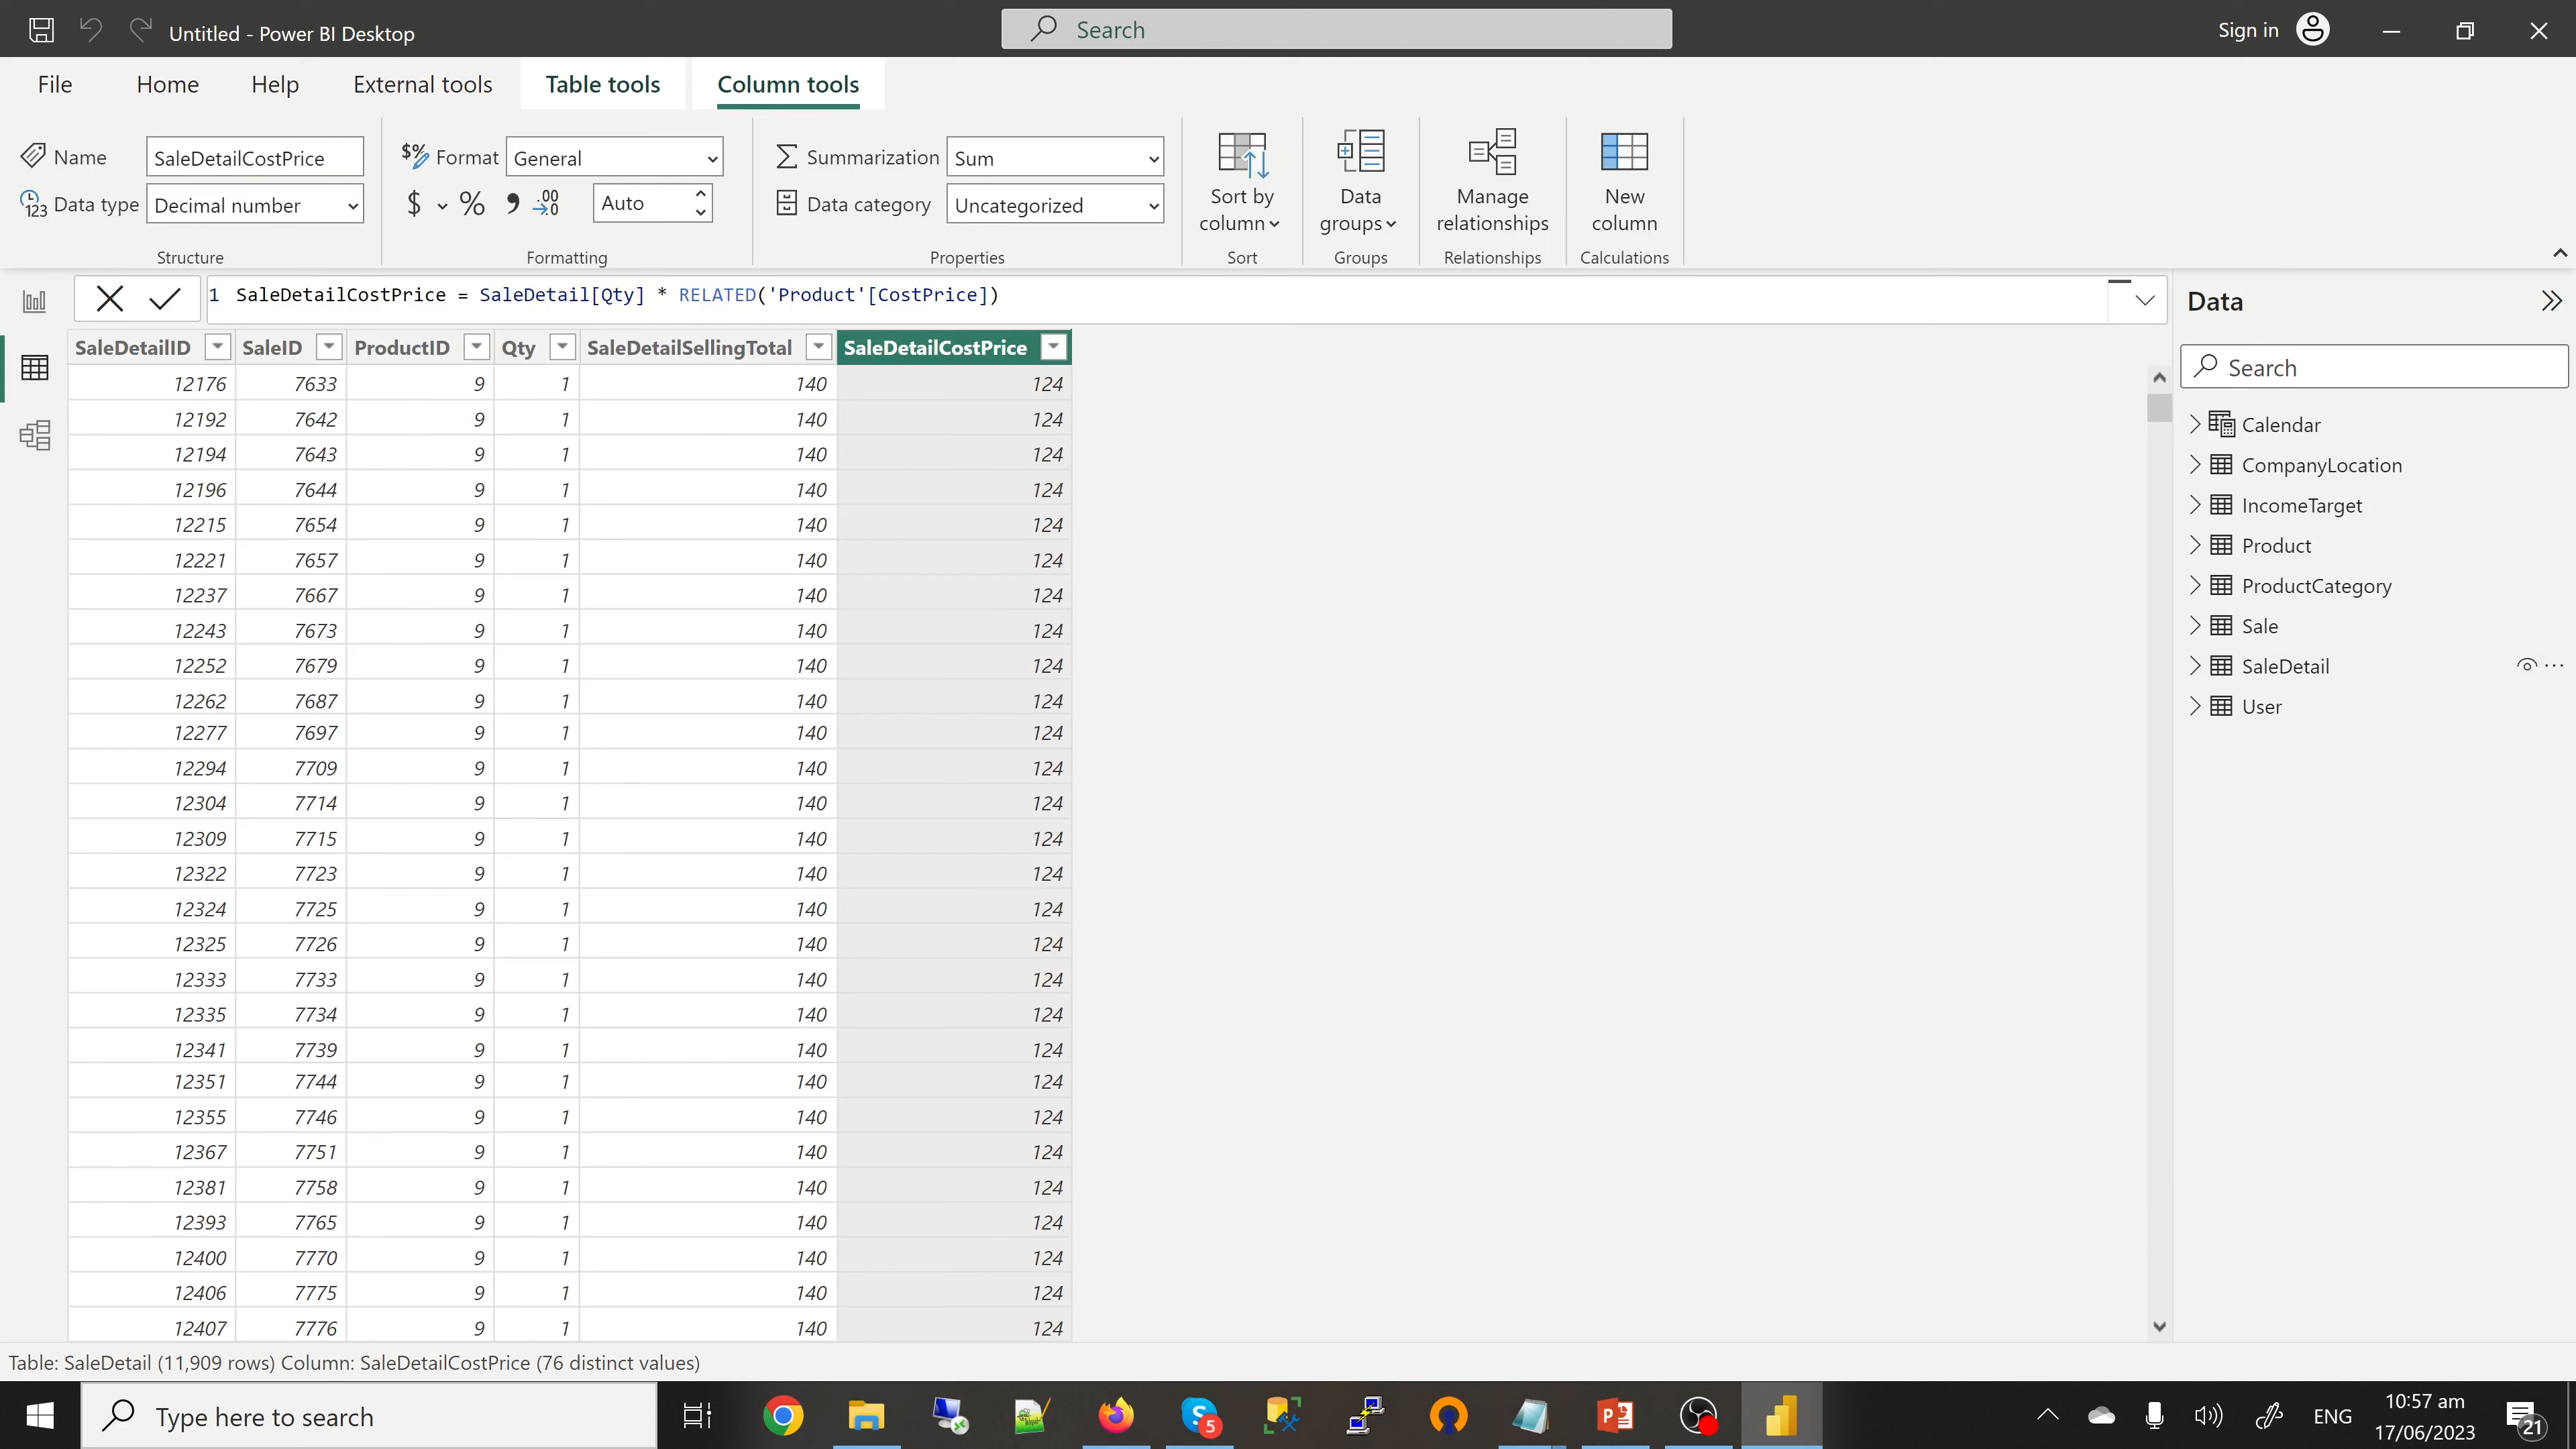 Untitled - Power BI Desktop
Search
Sign in
File Home Help External tools Table tools Column tools
Name SaleDetailCostPrice
Data type Decimal number
Structure
Format General
$ % , .00 Auto
Formatting
Summarization Sum
Data category Uncategorized
Properties
Sort by column
Sort
Data groups
Groups
Manage relationships
Relationships
New column
Calculations
1 SaleDetailCostPrice = SaleDetail[Qty] * RELATED('Product'[CostPrice])
SaleDetailID SaleID ProductID Qty SaleDetailSellingTotal SaleDetailCostPrice
12176 7633 9 1 140 124
12192 7642 9 1 140 124
12194 7643 9 1 140 124
12196 7644 9 1 140 124
12215 7654 9 1 140 124
12221 7657 9 1 140 124
12237 7667 9 1 140 124
12243 7673 9 1 140 124
12252 7679 9 1 140 124
12262 7687 9 1 140 124
12277 7697 9 1 140 124
12294 7709 9 1 140 124
12304 7714 9 1 140 124
12309 7715 9 1 140 124
12322 7723 9 1 140 124
12324 7725 9 1 140 124
12325 7726 9 1 140 124
12333 7733 9 1 140 124
12335 7734 9 1 140 124
12341 7739 9 1 140 124
12351 7744 9 1 140 124
12355 7746 9 1 140 124
12367 7751 9 1 140 124
12381 7758 9 1 140 124
12393 7765 9 1 140 124
12400 7770 9 1 140 124
12406 7775 9 1 140 124
12407 7776 9 1 140 124
Data
Search
Calendar
CompanyLocation
IncomeTarget
Product
ProductCategory
Sale
SaleDetail
User
Table: SaleDetail (11,909 rows) Column: SaleDetailCostPrice (76 distinct values)
Type here to search
5
ENG
10:57 am
17/06/2023
21